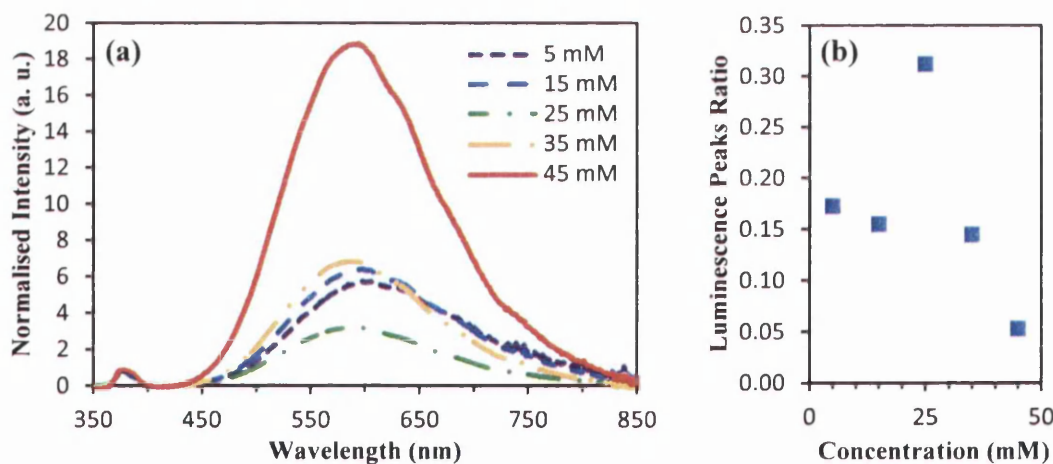 (a)
Normalised Intensity (a. u.)
20
18
16
14
12
10
8
6
4
2
0
5 mM
15 mM
25 mM
35 mM
45 mM
350 450 550 650 750 850
Wavelength (nm)
(b)
Luminescence Peaks Ratio
0.35
0.30
0.25
0.20
0.15
0.10
0.05
0.00
0 25 50
Concentration (mM)